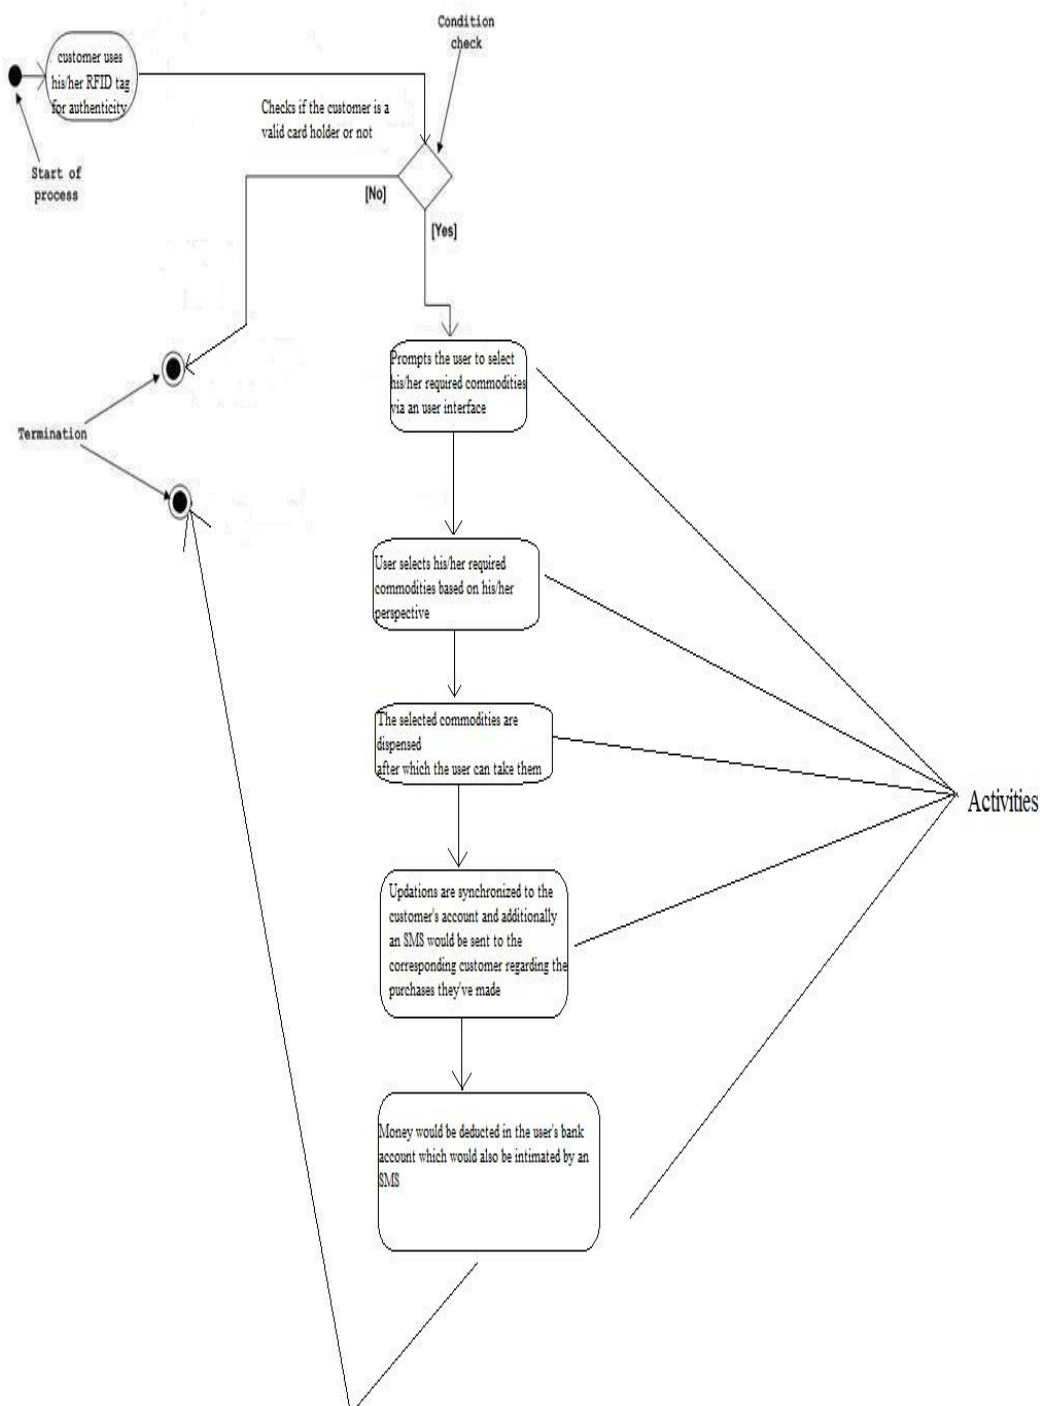 Condition
check
customer uses
his/her RFID tag
for authenticity
Checks if the customer is a
valid card holder or not
Start of
process
[No]
[Yes]
Prompts the user to select
his/her required commodities
via an user interface
Termination
User selects his/her required
commodities based on his/her
perspective
The selected commodities are
dispensed
after which the user can take them
Activities
Updations are synchronized to the
customer's account and additionally
an SMS would be sent to the
corresponding customer regarding the
purchases they've made
Money would be deducted in the user's bank
account which would also be intimated by an
SMS